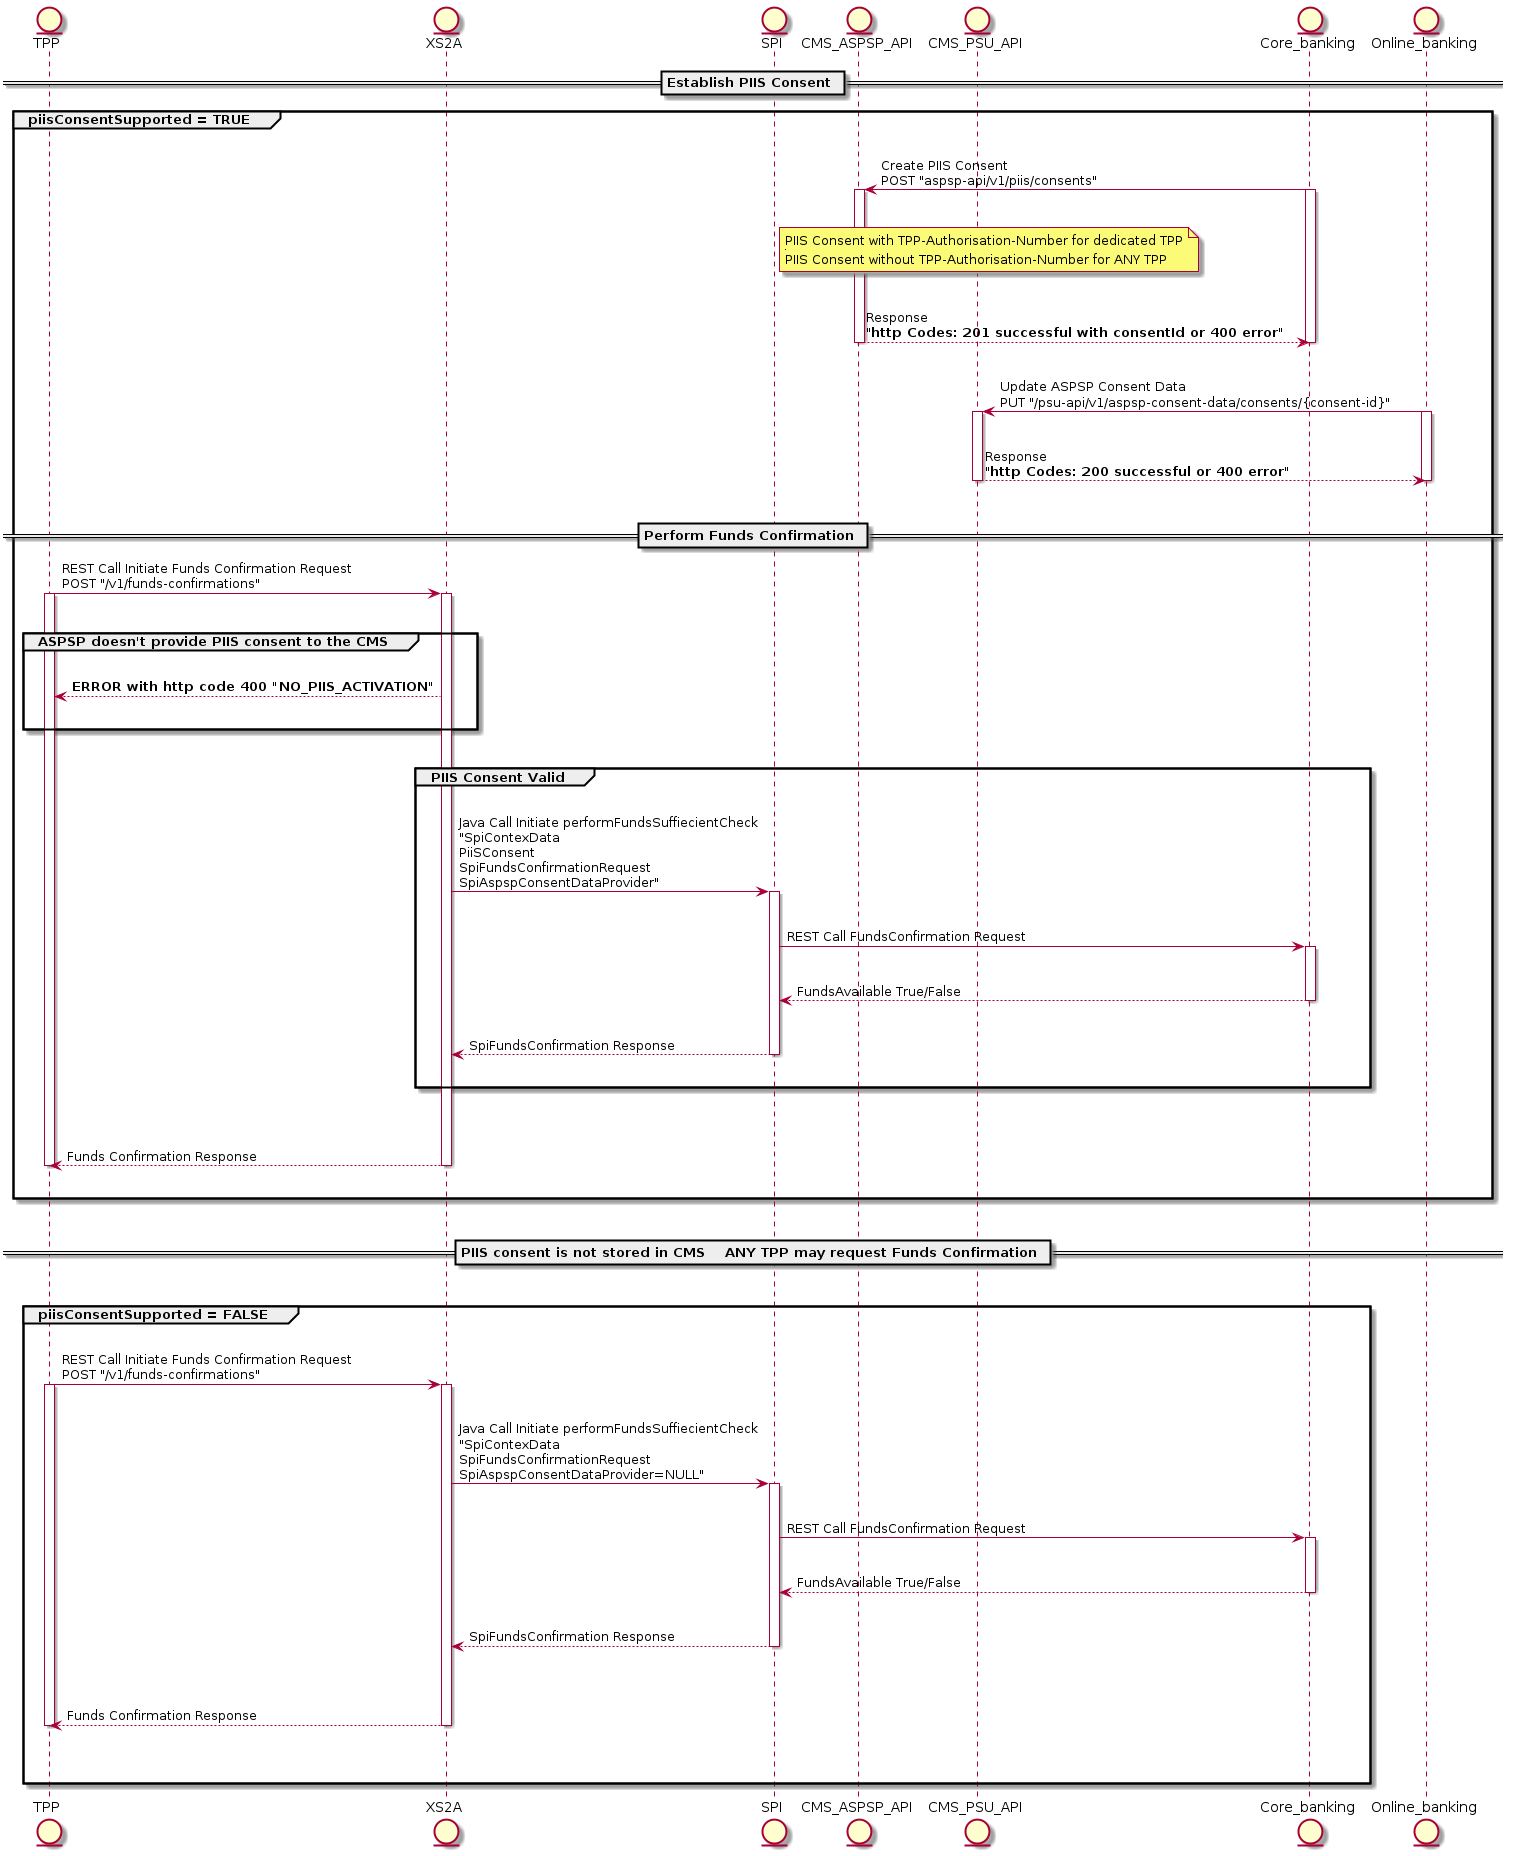 TPP
XS2A
SPI
CMS_ASPSP_API
CMS_PSU_API
Core_banking
Online_banking
Establish PIIS Consent
piisConsentSupported = TRUE
Create PIIS Consent
POST "aspsp-api/v1/piis/consents"
PIIS Consent with TPP-Authorisation-Number for dedicated TPP
.
PIIS Consent without TPP-Authorisation-Number for ANY TPP
Response
"http Codes: 201 successful with consentId or 400 error"
Update ASPSP Consent Data
PUT "/psu-api/v1/aspsp-consent-data/consents/{consent-id}"
Response
"http Codes: 200 successful or 400 error"
Perform Funds Confirmation
REST Call Initiate Funds Confirmation Request
POST "/v1/funds-confirmations"
ASPSP doesn't provide PIIS consent to the CMS
ERROR with http code 400 "NO_PIIS_ACTIVATION"
PIIS Consent Valid
Java Call Initiate performFundsSuffiecientCheck
"SpiContexData
PiiSConsent
SpiFundsConfirmationRequest
SpiAspspConsentDataProvider"
REST Call FundsConfirmation Request
FundsAvailable True/False
SpiFundsConfirmation Response
Funds Confirmation Response
PIIS consent is not stored in CMS    ANY TPP may request Funds Confirmation
piisConsentSupported = FALSE
REST Call Initiate Funds Confirmation Request
POST "/v1/funds-confirmations"
Java Call Initiate performFundsSuffiecientCheck
"SpiContexData
SpiFundsConfirmationRequest
SpiAspspConsentDataProvider=NULL"
REST Call FundsConfirmation Request
FundsAvailable True/False
SpiFundsConfirmation Response
Funds Confirmation Response
TPP
XS2A
SPI
CMS_ASPSP_API
CMS_PSU_API
Core_banking
Online_banking